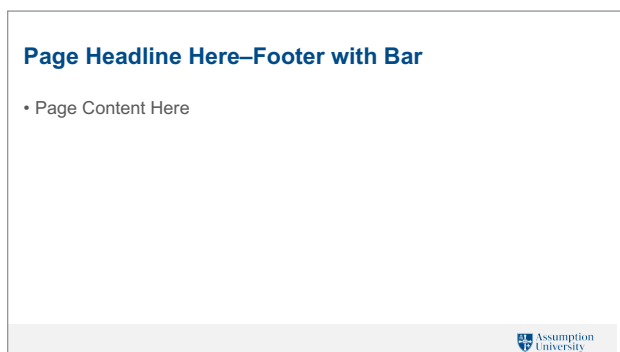 Page Headline Here–Footer with Bar
• Page Content Here
Assumption
University